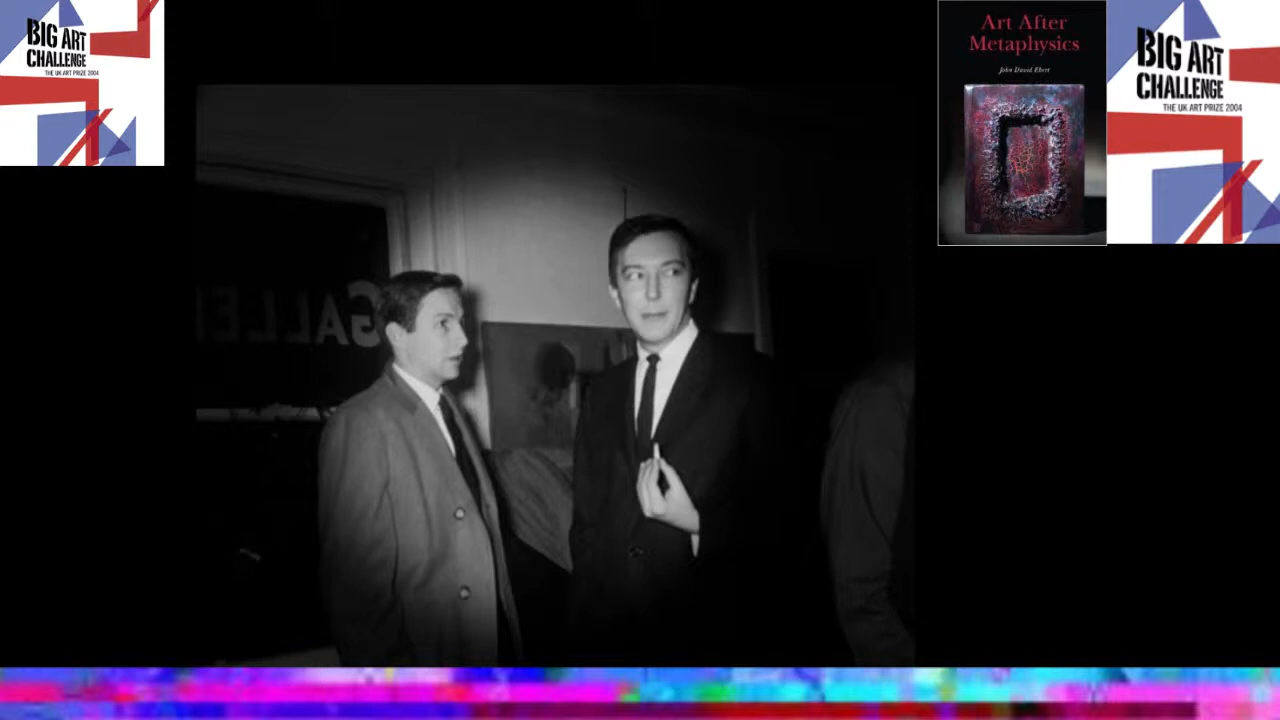 BIG ART
CHALLENGE
THE UK ART PRIZE 2004
Art After
Metaphysics
John David Ebert
BIG ART
CHALLENGE
THE UK ART PRIZE 2004
GALLE